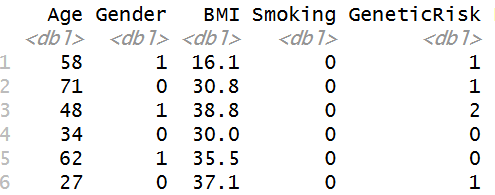 Age Gender BMI Smoking GeneticRisk
<dbl> <dbl> <dbl> <dbl> <dbl>
1 58 1 16.1 0 1
2 71 0 30.8 0 1
3 48 1 38.8 0 2
4 34 0 30.0 0 0
5 62 1 35.5 0 0
6 27 0 37.1 0 1